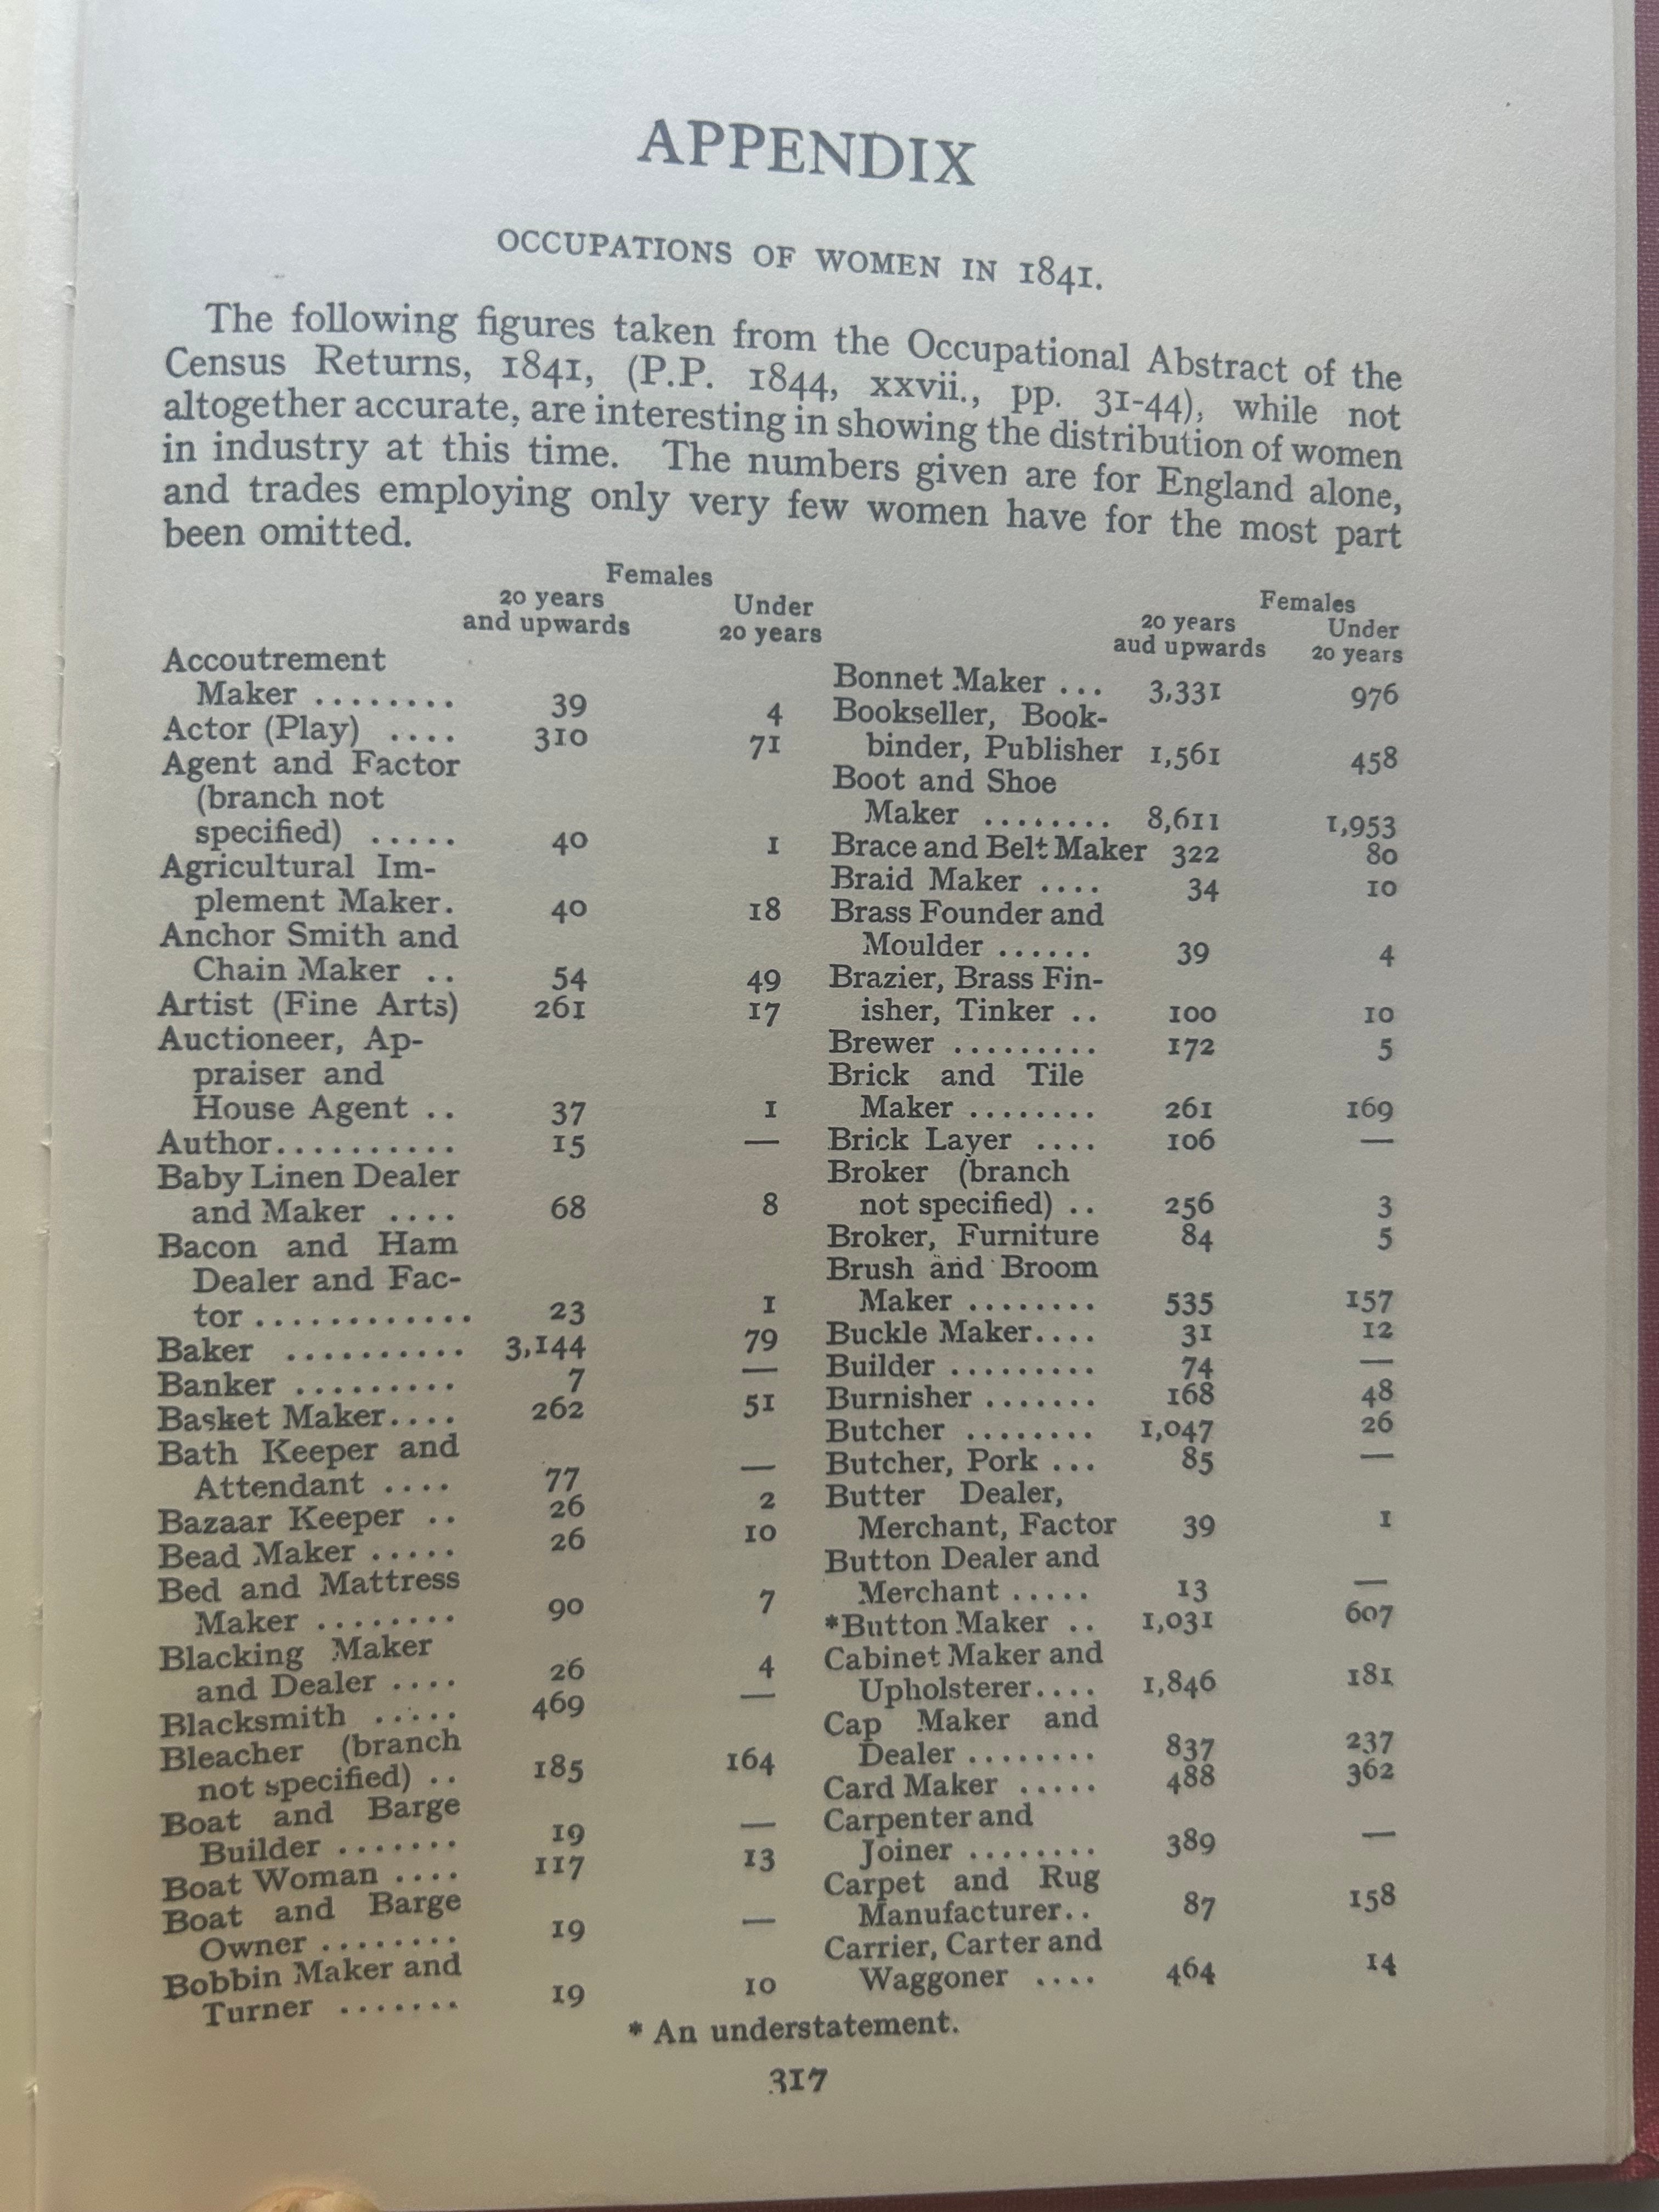 APPENDIX
OCCUPATIONS OF WOMEN IN 1841.
The following figures taken from the Occupational Abstract of the
Census Returns, 1841, (P.P. 1844, xxvii., pp. 31-44), while not
altogether accurate, are interesting in showing the distribution of women
in industry at this time. The numbers given are for England alone,
and trades employing only very few women have for the most part
been omitted.
Females
20 years Under
and upwards 20 years
Accoutrement
Maker ........ 39 4
Actor (Play) .... 310 71
Agent and Factor
(branch not
specified) ..... 40 1
Agricultural Im-
plement Maker. 40 18
Anchor Smith and
Chain Maker .. 54 49
Artist (Fine Arts) 261 17
Auctioneer, Ap-
praiser and
House Agent .. 37 1
Author.......... 15 —
Baby Linen Dealer
and Maker .... 68 8
Bacon and Ham
Dealer and Fac-
tor ............ 23 1
Baker .......... 3,144 79
Banker ......... 7 —
Basket Maker.... 262 51
Bath Keeper and
Attendant .... 77 —
Bazaar Keeper .. 26 2
Bead Maker ..... 26 10
Bed and Mattress
Maker ........ 90 7
Blacking Maker
and Dealer .... 26 4
Blacksmith ..... 469 —
Bleacher (branch
not specified) .. 185 164
Boat and Barge
Builder ....... 19 —
Boat Woman .... 117 13
Boat and Barge
Owner ........ 19 —
Bobbin Maker and
Turner ....... 19 10
Females
20 years Under
aud upwards 20 years
Bonnet Maker ... 3,331 976
Bookseller, Book-
binder, Publisher 1,561 458
Boot and Shoe
Maker ........ 8,611 1,953
Brace and Belt Maker 322 80
Braid Maker .... 34 10
Brass Founder and
Moulder ...... 39 4
Brazier, Brass Fin-
isher, Tinker .. 100 10
Brewer ......... 172 5
Brick and Tile
Maker ........ 261 169
Brick Layer .... 106 —
Broker (branch
not specified) .. 256 3
Broker, Furniture 84 5
Brush and Broom
Maker ........ 535 157
Buckle Maker.... 31 12
Builder ......... 74 —
Burnisher ....... 168 48
Butcher ........ 1,047 26
Butcher, Pork ... 85 —
Butter Dealer,
Merchant, Factor 39 1
Button Dealer and
Merchant ..... 13 —
*Button Maker .. 1,031 607
Cabinet Maker and
Upholsterer.... 1,846 181
Cap Maker and
Dealer ........ 837 237
Card Maker ..... 488 362
Carpenter and
Joiner ........ 389 —
Carpet and Rug
Manufacturer.. 87 158
Carrier, Carter and
Waggoner .... 464 14
* An understatement.
317